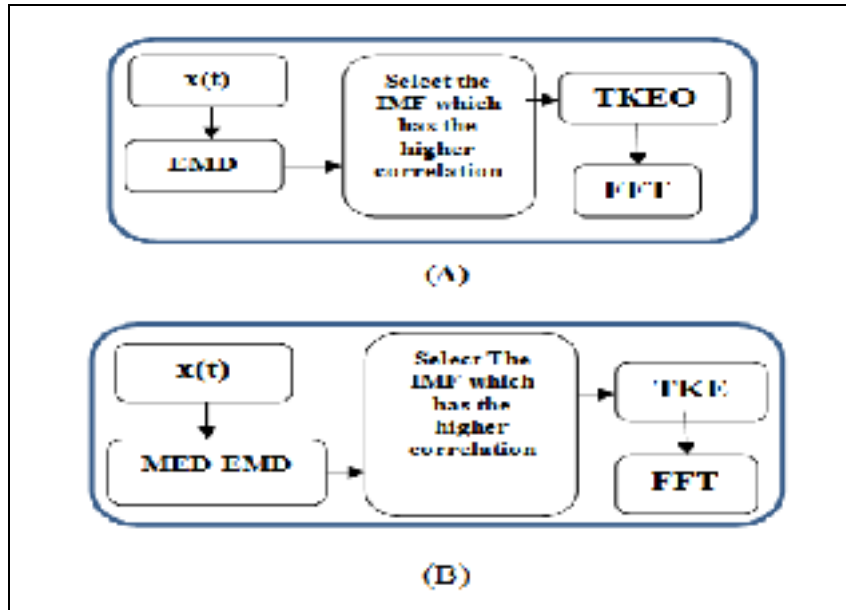 x(t)
EMD
Select the
IMF which
has the
higher
correlation
TKEO
FFT
(A)
x(t)
MED EMD
Select The
IMF which
has the
higher
correlation
TKE
FFT
(B)